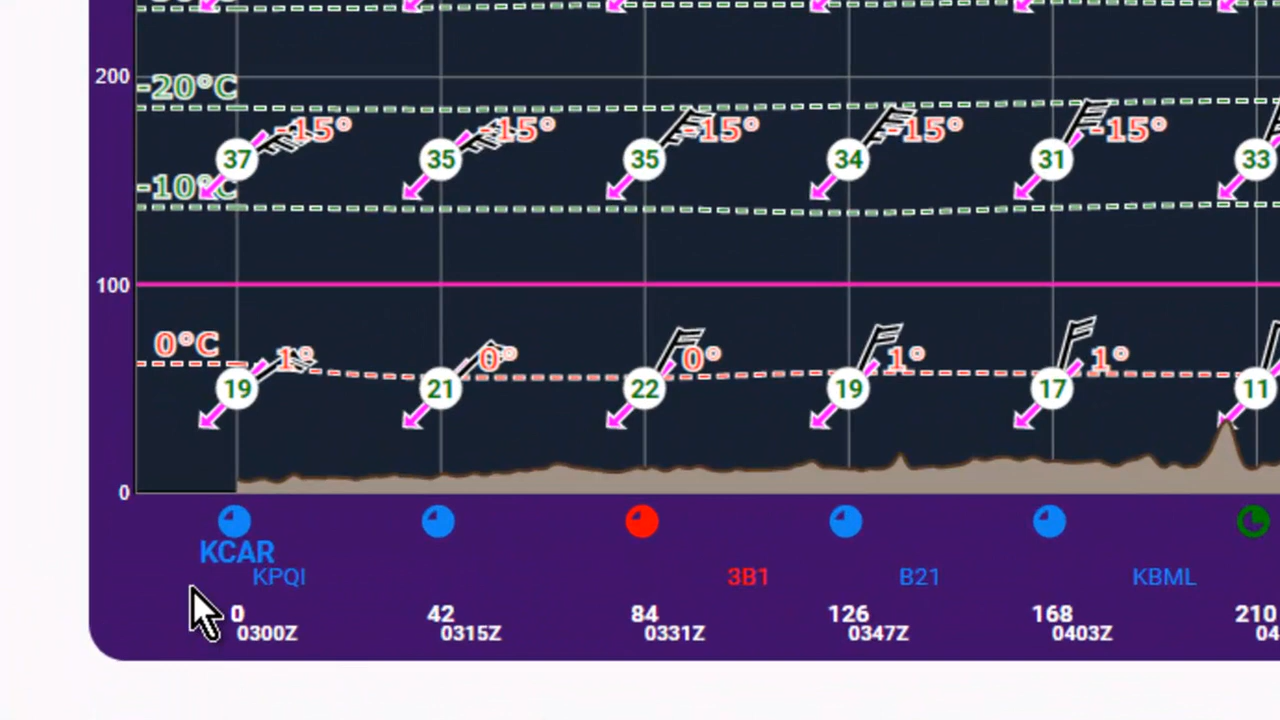 200
-20°C
-15° -15° -15° -15° -15°
37 35 35 34 31 33
-10°C
100
0°C
1° 0° 0° 1° 1°
19 21 22 19 17 11
0
KCAR
KPQI 3B1 B21 KBML
0 42 84 126 168 210
0300Z 0315Z 0331Z 0347Z 0403Z 04